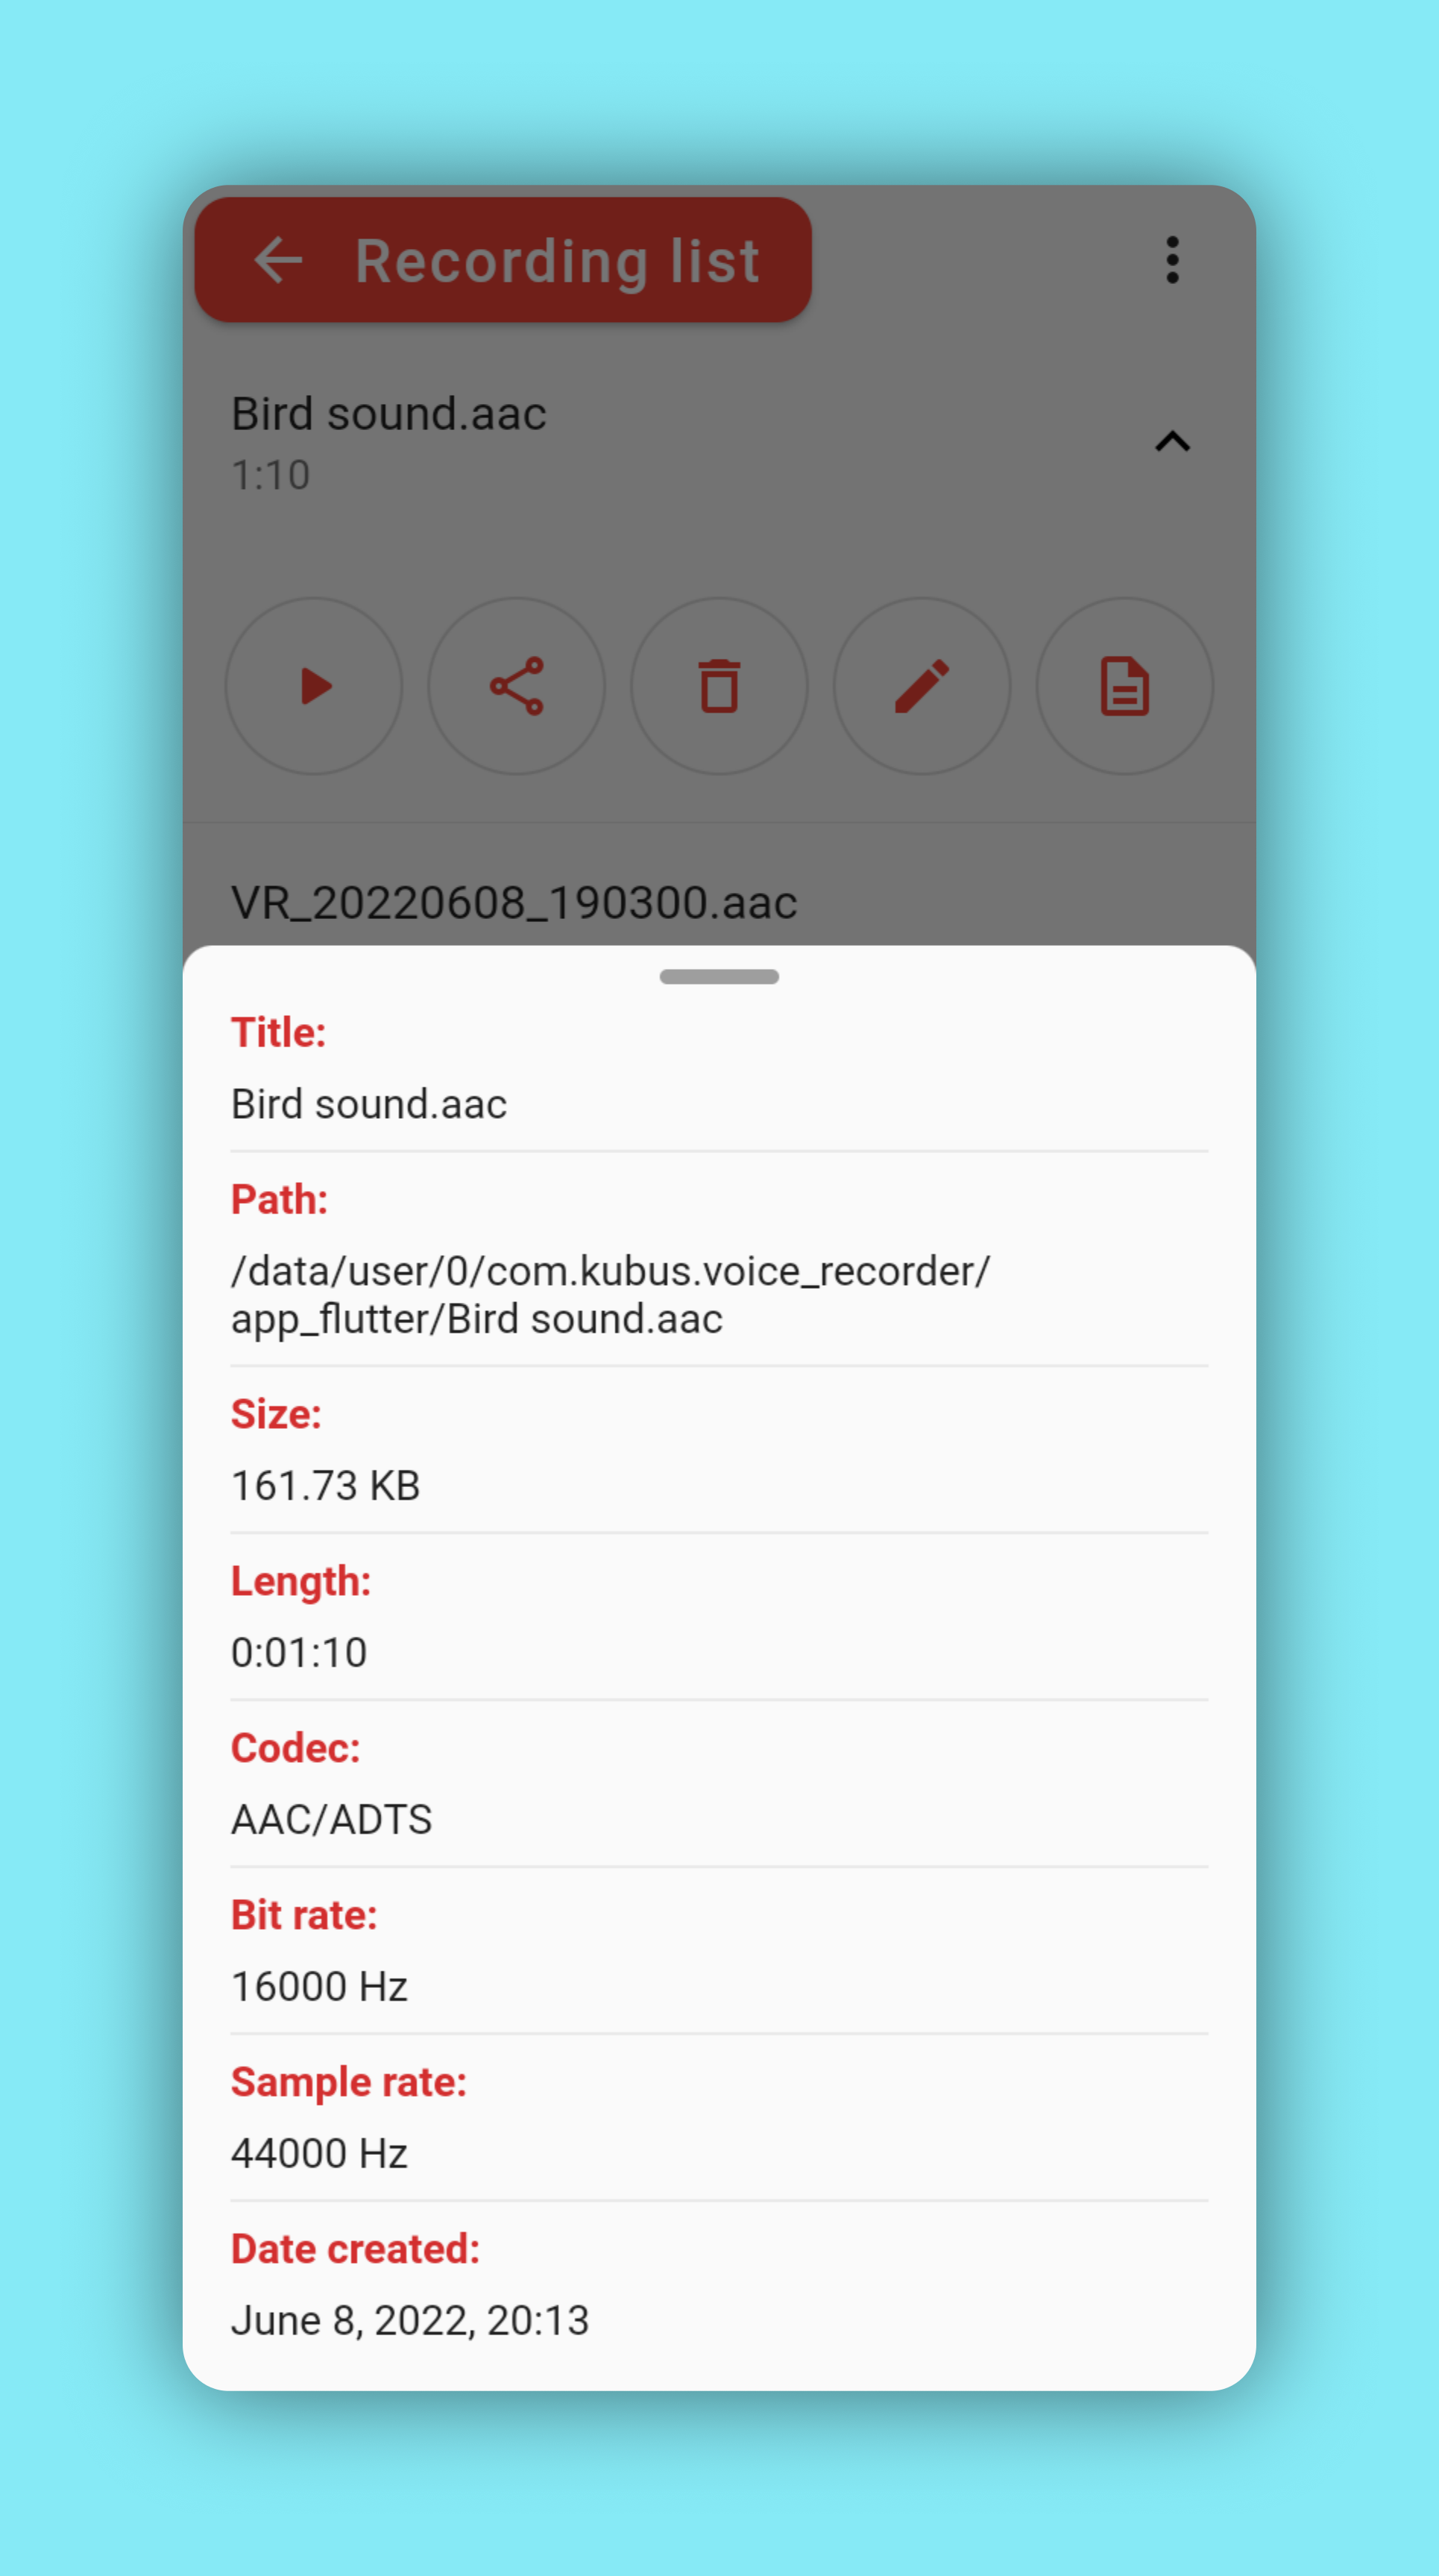 Recording list
Bird sound.aac
1:10
VR_20220608_190300.aac
Title:
Bird sound.aac
Path:
/data/user/0/com.kubus.voice_recorder/
app_flutter/Bird sound.aac
Size:
161.73 KB
Length:
0:01:10
Codec:
AAC/ADTS
Bit rate:
16000 Hz
Sample rate:
44000 Hz
Date created:
June 8, 2022, 20:13